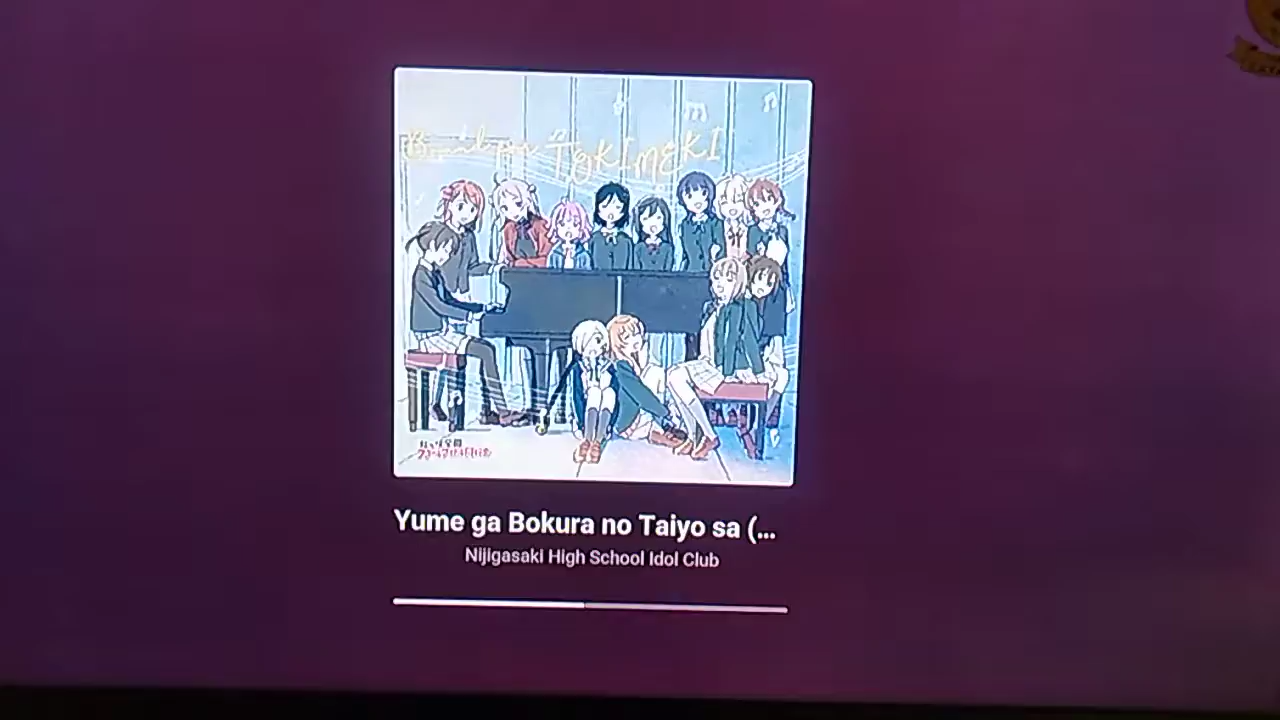 TOKIMEKI
Yume ga Bokura no Taiyo sa (...
Nijigasaki High School Idol Club